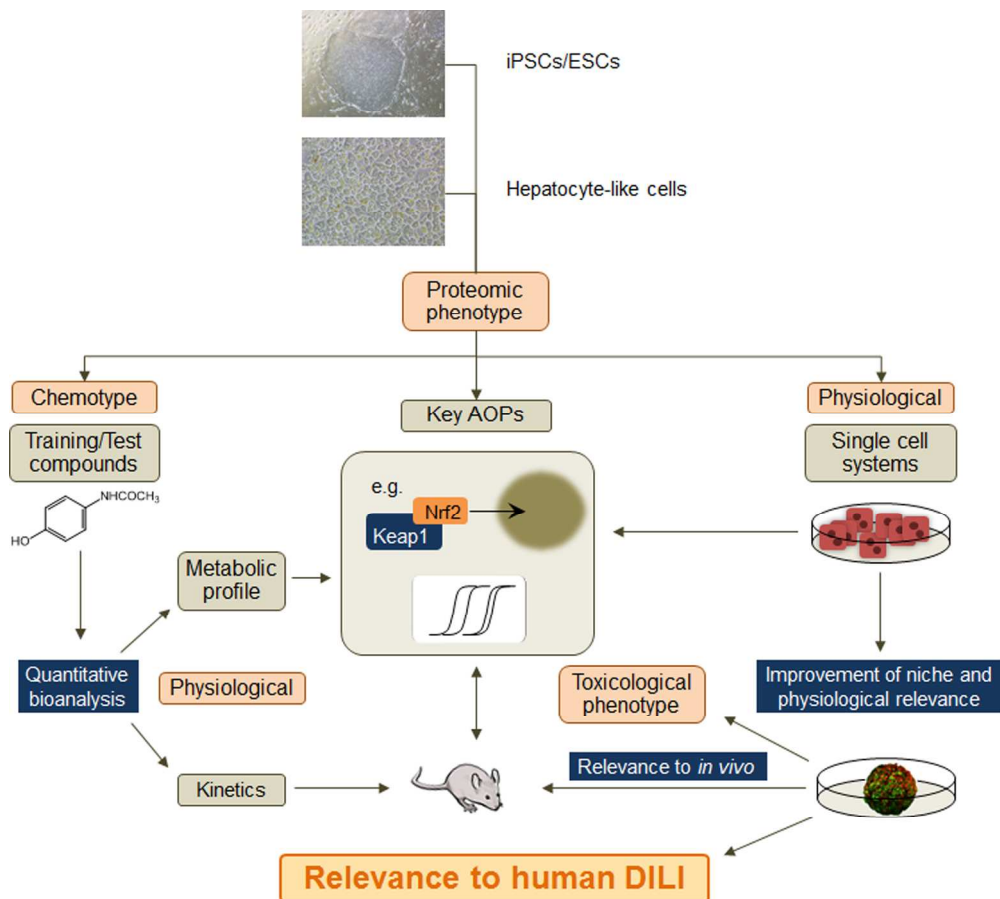 iPSCs/ESCs
Hepatocyte-like cells
Proteomic
phenotype
Chemotype
Key AOPs
Physiological
Training/Test
compounds
Single cell
systems
NHCOCH3
HO
e.g.
Nrf2
Keap1
Metabolic
profile
Quantitative
bioanalysis
Physiological
Toxicological
phenotype
Improvement of niche and
physiological relevance
Relevance to in vivo
Kinetics
Relevance to human DILI